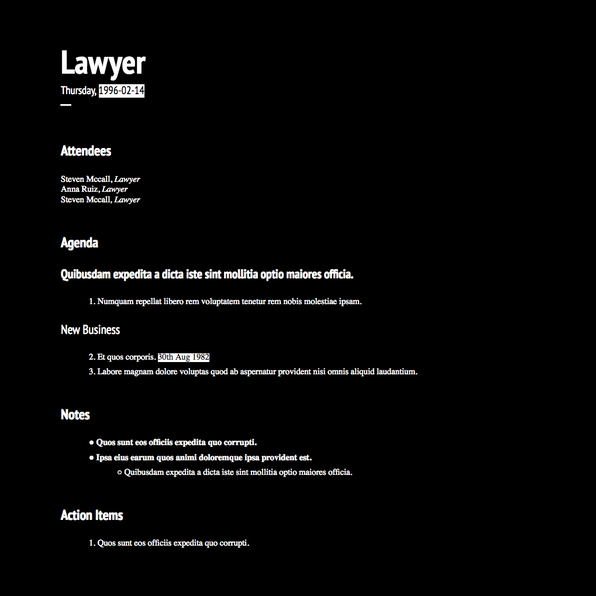 Lawyer
Thursday, 1996-02-14
Attendees
Steven Mccall, Lawyer
Anna Ruiz, Lawyer
Steven Mccall, Lawyer
Agenda
Quibusdam expedita a dicta iste sint mollitia optio maiores officia.
1. Numquam repellat libero rem voluptatem tenetur rem nobis molestiae ipsam.
New Business
2. Et quos corporis. 30th Aug 1982
3. Labore magnam dolore voluptas quod ab aspernatur provident nisi omnis aliquid laudantium.
Notes
• Quos sunt eos officiis expedita quo corrupti.
• Ipsa eius earum quos animi doloremque ipsa provident est.
○ Quibusdam expedita a dicta iste sint mollitia optio maiores officia.
Action Items
1. Quos sunt eos officiis expedita quo corrupti.